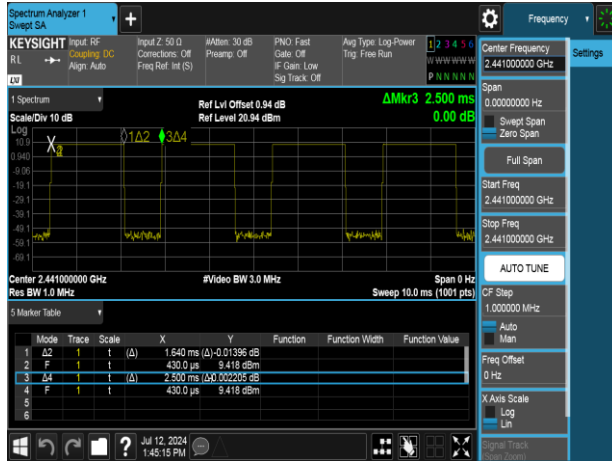 Spectrum Analyzer 1
Swept SA
Frequency
KEYSIGHT Input: RF Input Z: 50 Ω #Atten: 30 dB PNO: Fast Avg Type: Log-Power 1 2 3 4 5 6
RL Coupling: DC Corrections: Off Preamp: Off Gate: Off Trig: Free Run W W W W W W
Align: Auto Freq Ref: Int (S) IF Gain: Low
Sig Track: Off P N N N N N
LXI
Center Frequency
2.441000000 GHz
Settings
Span
0.00000000 Hz
Swept Span
Zero Span
Full Span
Start Freq
2.441000000 GHz
Stop Freq
2.441000000 GHz
AUTO TUNE
CF Step
1.000000 MHz
Auto
Man
Freq Offset
0 Hz
X Axis Scale
Log
Lin
Signal Track
(Span Zoom)
1 Spectrum
Scale/Div 10 dB
Ref Lvl Offset 0.94 dB
Ref Level 20.94 dBm
ΔMkr3 2.500 ms
0.00 dB
Log
1Δ2 3Δ4
10.9
0.940
-9.06
-19.1
-29.1
-39.1
-49.1
-59.1
-69.1
Center 2.441000000 GHz #Video BW 3.0 MHz Span 0 Hz
Res BW 1.0 MHz Sweep 10.0 ms (1001 pts)
5 Marker Table
Mode Trace Scale X Y Function Function Width Function Value
1 Δ2 1 t (Δ) 1.640 ms (Δ) -0.01396 dB
2 F 1 t 430.0 µs 9.418 dBm
3 Δ4 1 t (Δ) 2.500 ms (Δ) 0.002205 dB
4 F 1 t 430.0 µs 9.418 dBm
5
6
Jul 12, 2024
1:45:15 PM